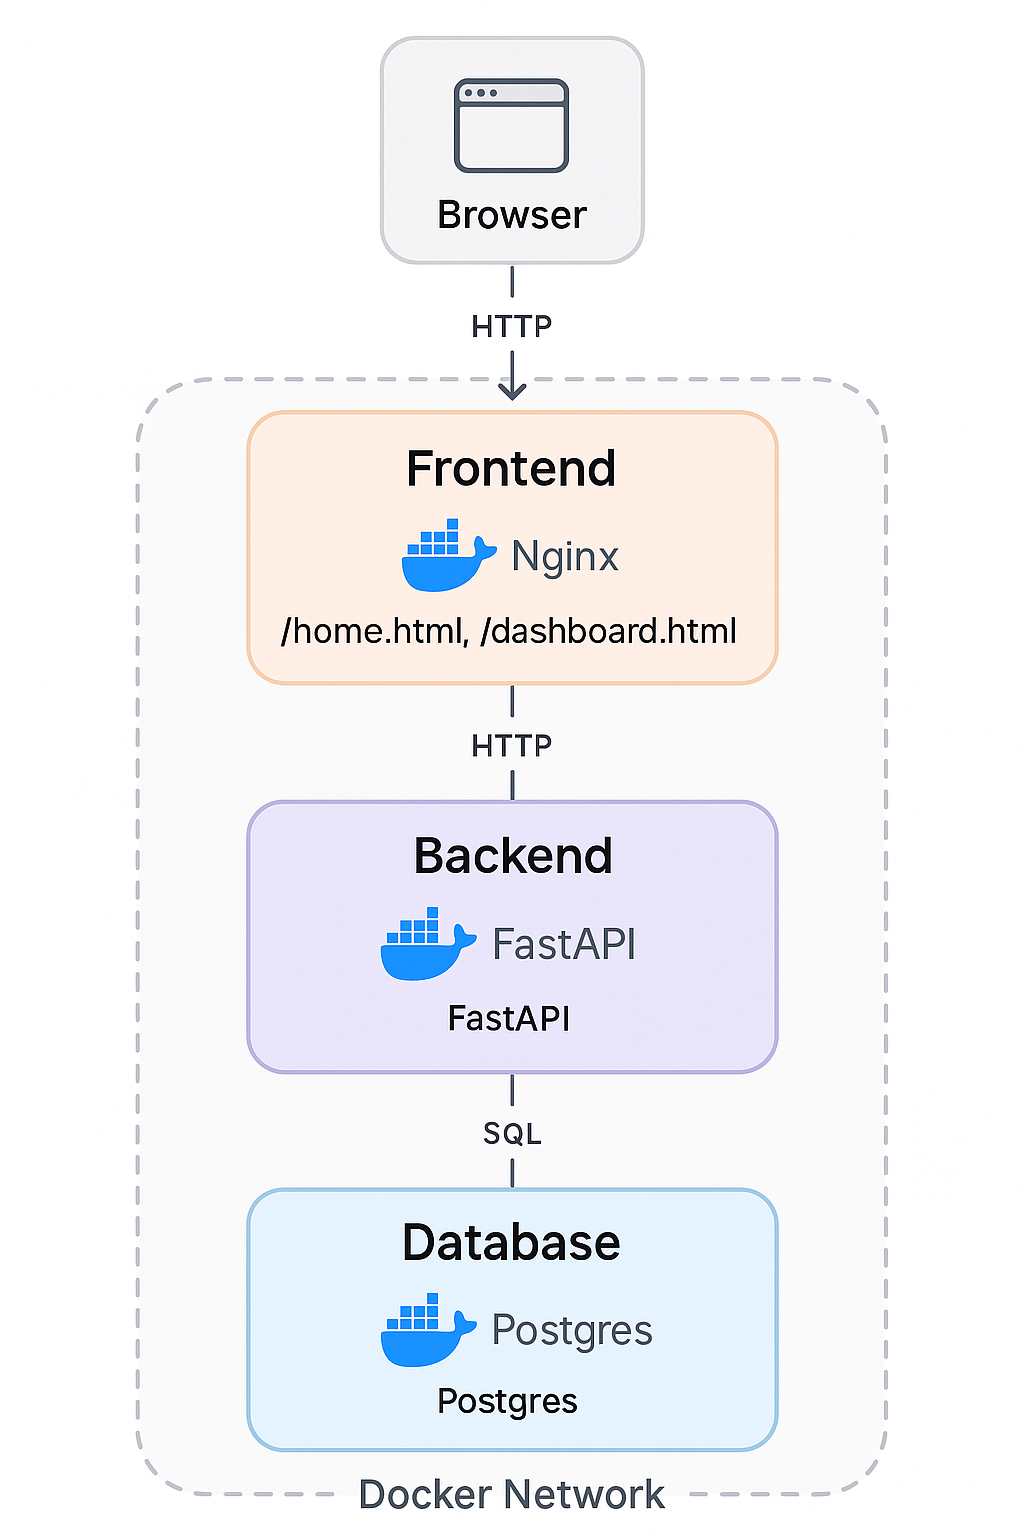 Browser
HTTP
Frontend
Nginx
/home.html, /dashboard.html
HTTP
Backend
FastAPI
FastAPI
SQL
Database
Postgres
Postgres
Docker Network